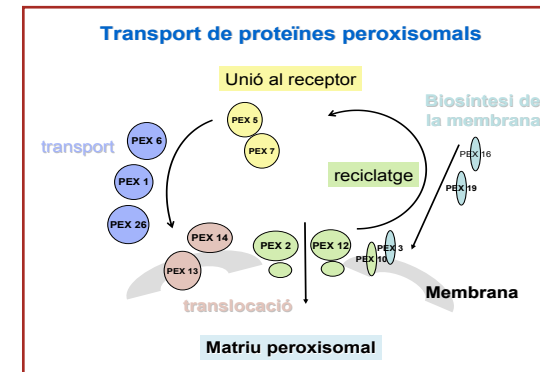 Transport de proteïnes peroxisomals
Unió al receptor
Biosíntesi de
la membrana
PEX 5
PEX 7
transport
PEX 6
PEX 1
PEX 26
reciclatge
PEX 16
PEX 19
PEX 14
PEX 13
PEX 2
PEX 12
PEX 3
PEX 10
translocació
Membrana
Matriu peroxisomal